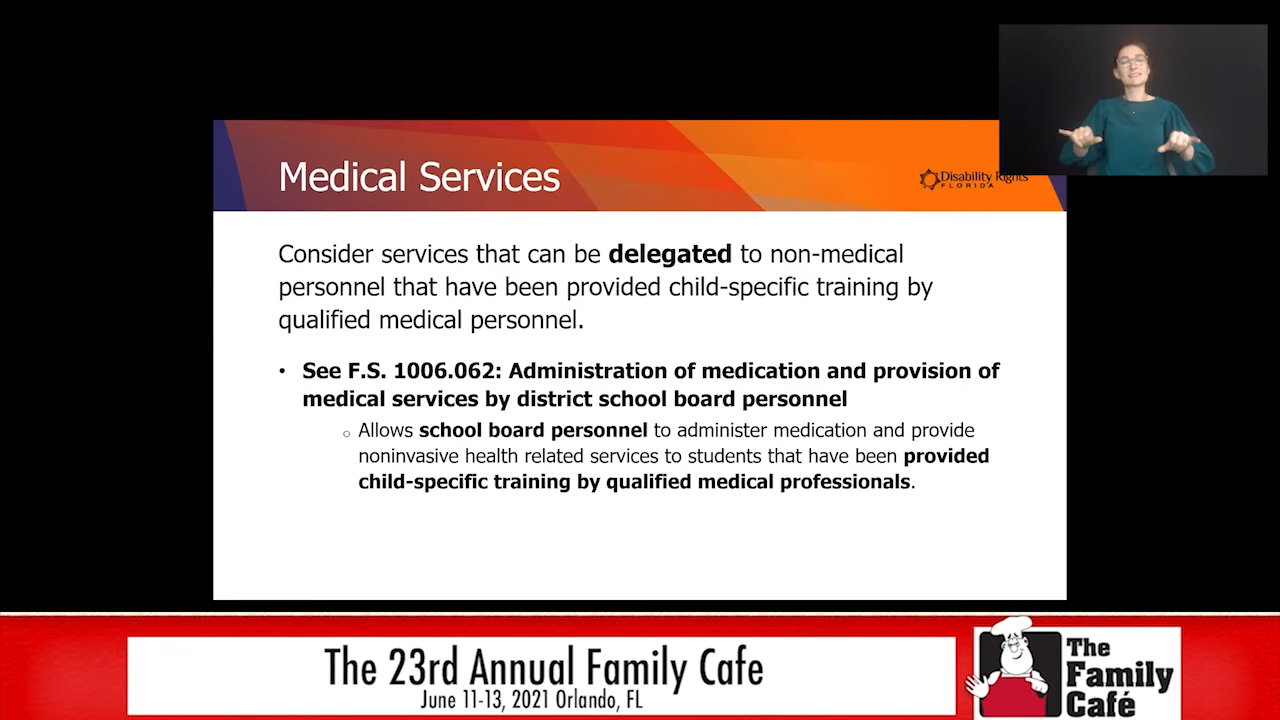 Medical Services
Disability Rights
FLORIDA
Consider services that can be delegated to non-medical
personnel that have been provided child-specific training by
qualified medical personnel.
• See F.S. 1006.062: Administration of medication and provision of
medical services by district school board personnel
o Allows school board personnel to administer medication and provide
noninvasive health related services to students that have been provided
child-specific training by qualified medical professionals.
The 23rd Annual Family Cafe
June 11-13, 2021 Orlando, FL
The
Family
Café